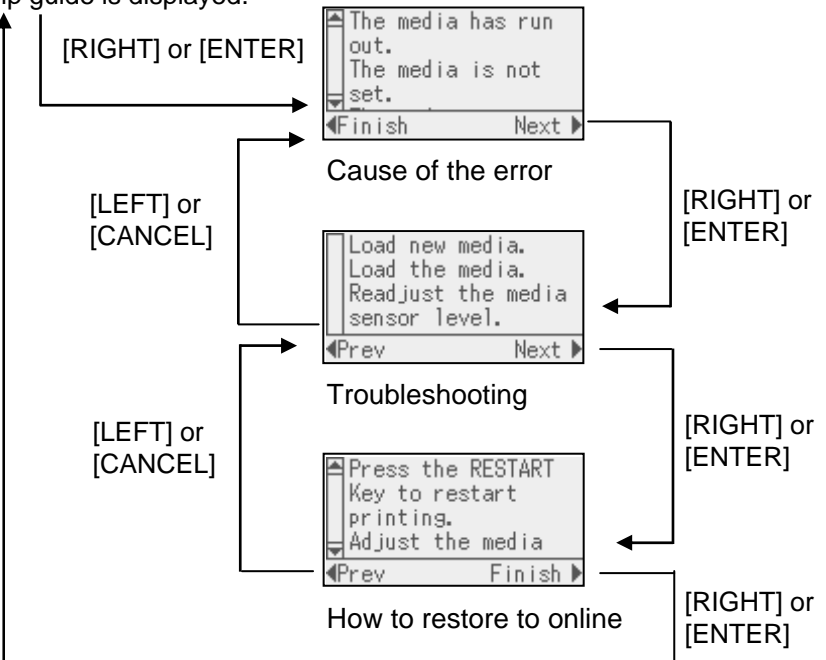 guide is displayed.
[RIGHT] or [ENTER]
The media has run
out.
The media is not
set.
Finish Next
Cause of the error
[LEFT] or
[CANCEL]
[RIGHT] or
[ENTER]
Load new media.
Load the media.
Readjust the media
sensor level.
Prev Next
Troubleshooting
[LEFT] or
[CANCEL]
[RIGHT] or
[ENTER]
Press the RESTART
Key to restart
printing.
Adjust the media
Prev Finish
How to restore to online
[RIGHT] or
[ENTER]